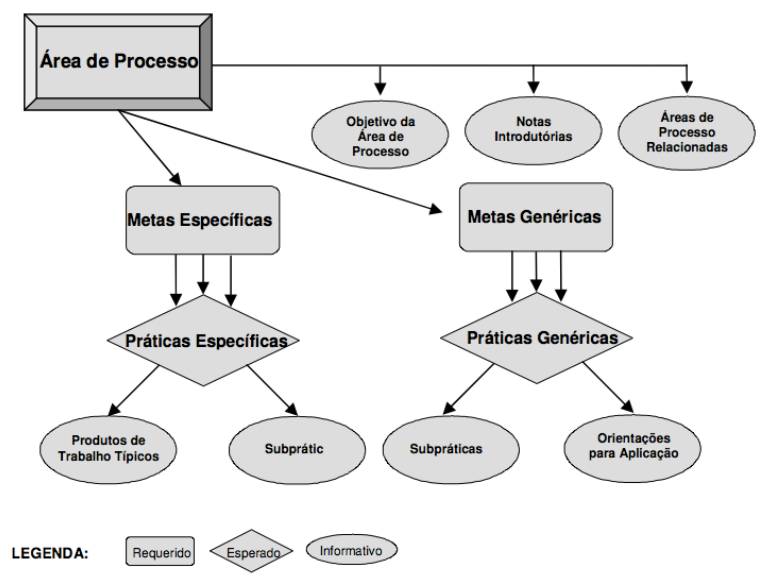 Área de Processo
Objetivo da
Área de
Processo
Notas
Introdutórias
Áreas de
Processo
Relacionadas
Metas Específicas
Metas Genéricas
Práticas Específicas
Práticas Genéricas
Produtos de
Trabalho Típicos
Subprátic
Subpráticas
Orientações
para Aplicação
LEGENDA:
Requerido
Esperado
Informativo